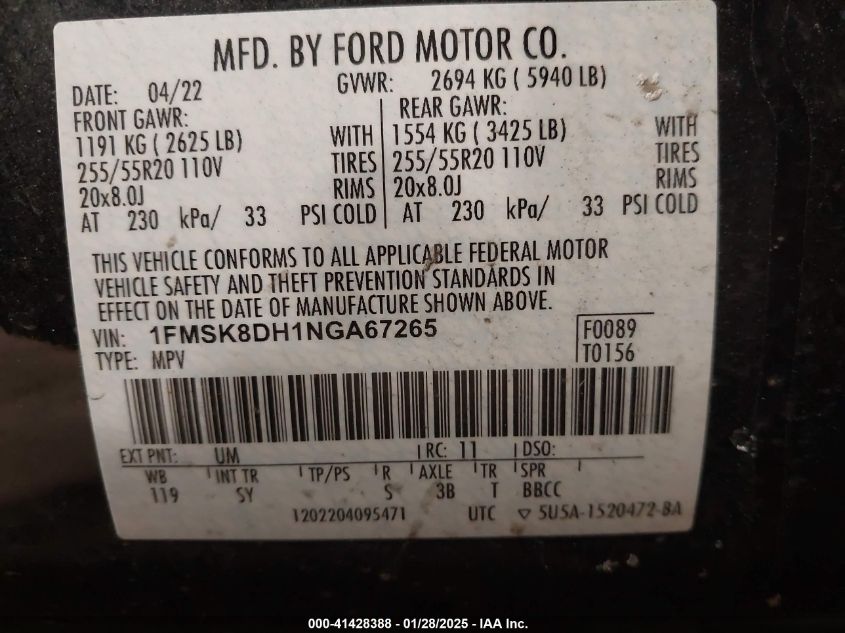 MFD. BY FORD MOTOR CO.
DATE: 04/22 GVWR: 2694 KG ( 5940 LB)
FRONT GAWR: REAR GAWR:
1191 KG ( 2625 LB) WITH 1554 KG ( 3425 LB) WITH
255/55R20 110V TIRES 255/55R20 110V TIRES
20x8.0J RIMS 20x8.0J RIMS
AT 230 kPa/ 33 PSI COLD AT 230 kPa/ 33 PSI COLD
THIS VEHICLE CONFORMS TO ALL APPLICABLE FEDERAL MOTOR
VEHICLE SAFETY AND THEFT PREVENTION STANDARDS IN
EFFECT ON THE DATE OF MANUFACTURE SHOWN ABOVE.
VIN: 1FMSK8DH1NGA67265 F0089
TYPE: MPV T0156
EXT PNT: UM RC: 11 DSO:
WB INT TR TP/PS R AXLE TR SPR
119 SY S 3B T BBCC
1202204095471 UTC ▽ 5U5A-1520472-BA
000-41428388 - 01/28/2025 - IAA Inc.